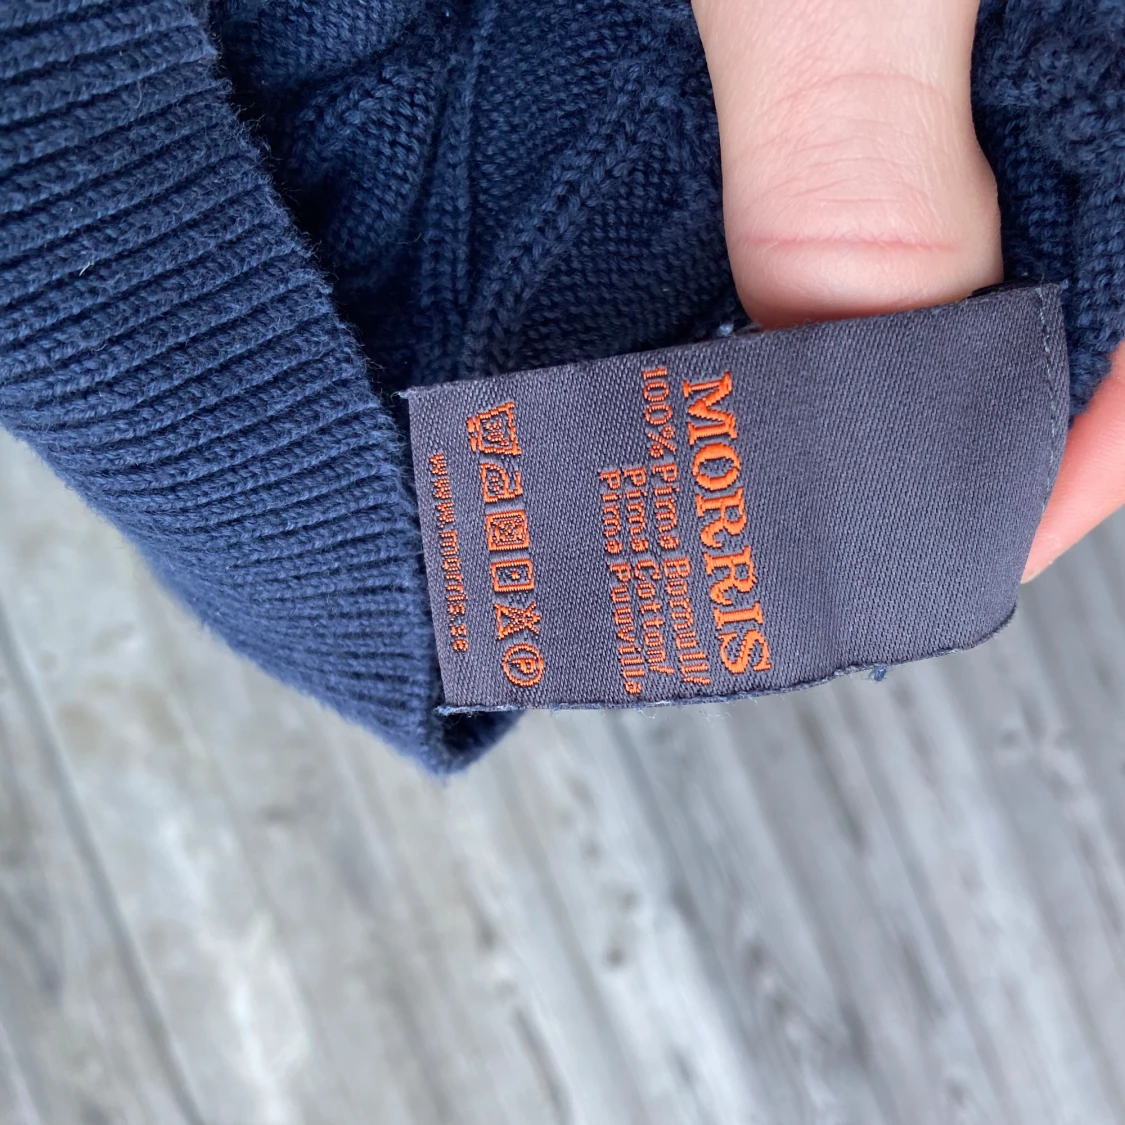 MORRIS
100% Pima Bomull/
Pima Cotton/
Pima Puuvilla
P
www.morris.se